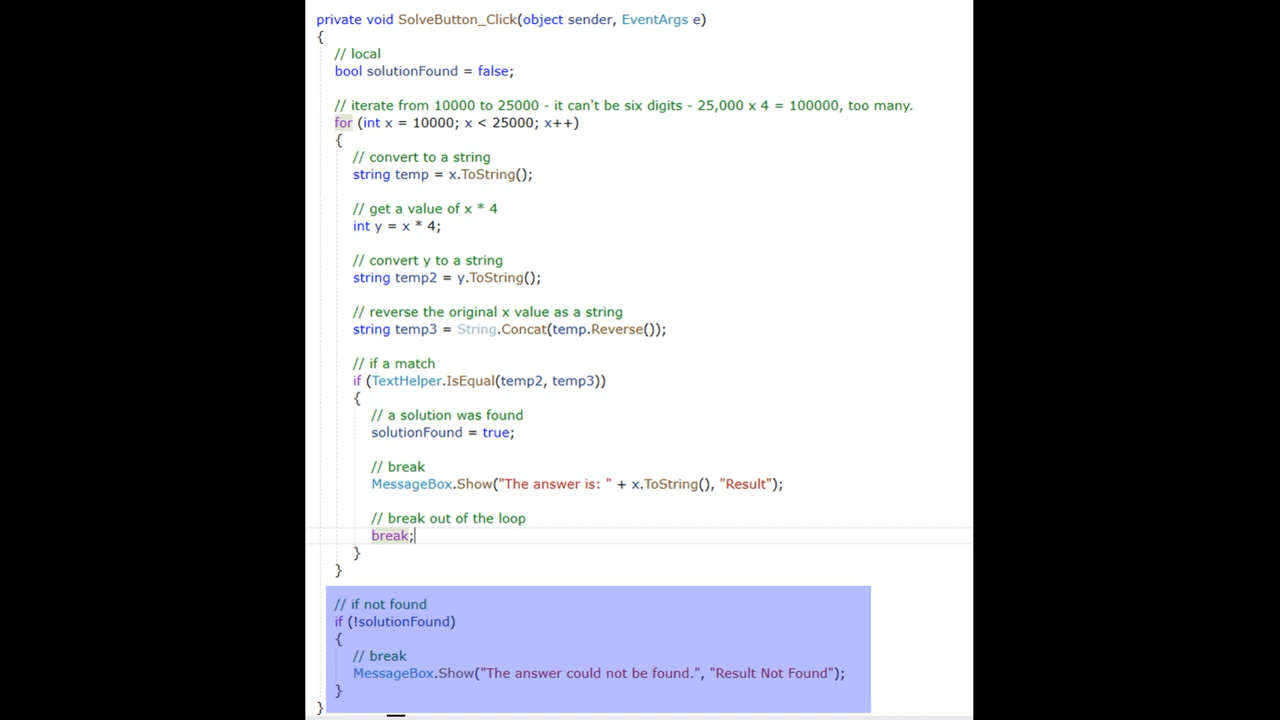 private void SolveButton_Click(object sender, EventArgs e)
{
// local
bool solutionFound = false;
// iterate from 10000 to 25000 - it can't be six digits - 25,000 x 4 = 100000, too many.
for (int x = 10000; x < 25000; x++)
{
// convert to a string
string temp = x.ToString();
// get a value of x * 4
int y = x * 4;
// convert y to a string
string temp2 = y.ToString();
// reverse the original x value as a string
string temp3 = String.Concat(temp.Reverse());
// if a match
if (TextHelper.IsEqual(temp2, temp3))
{
// a solution was found
solutionFound = true;
// break
MessageBox.Show("The answer is: " + x.ToString(), "Result");
// break out of the loop
break;
}
}
// if not found
if (!solutionFound)
{
// break
MessageBox.Show("The answer could not be found.", "Result Not Found");
}
}